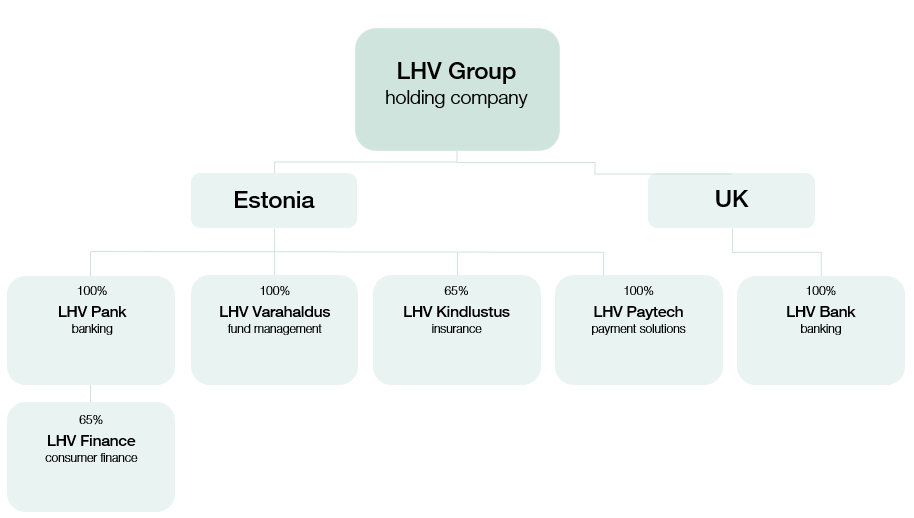 LHV Group
holding company
Estonia
UK
100%
LHV Pank
banking
100%
LHV Varahaldus
fund management
65%
LHV Kindlustus
insurance
100%
LHV Paytech
payment solutions
100%
LHV Bank
banking
65%
LHV Finance
consumer finance